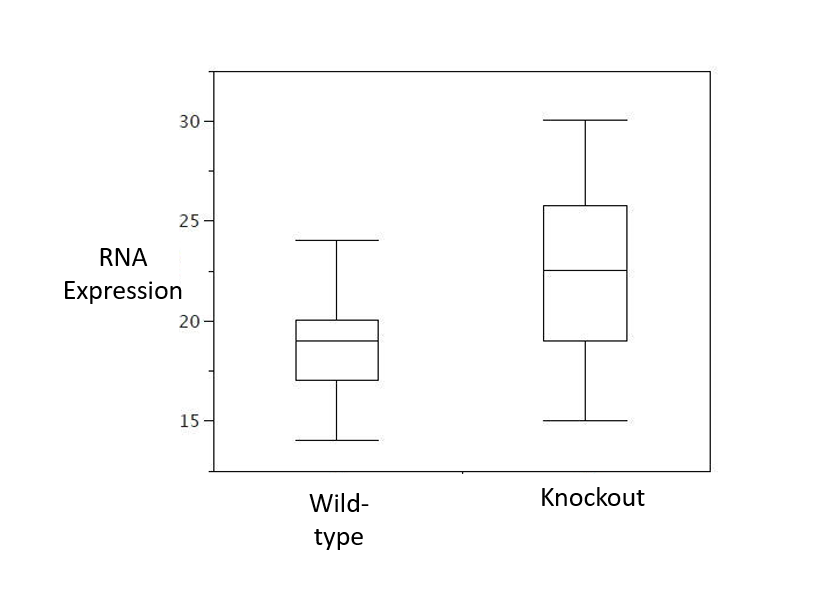 30
25
RNA
Expression
20
15
Wild-
type
Knockout